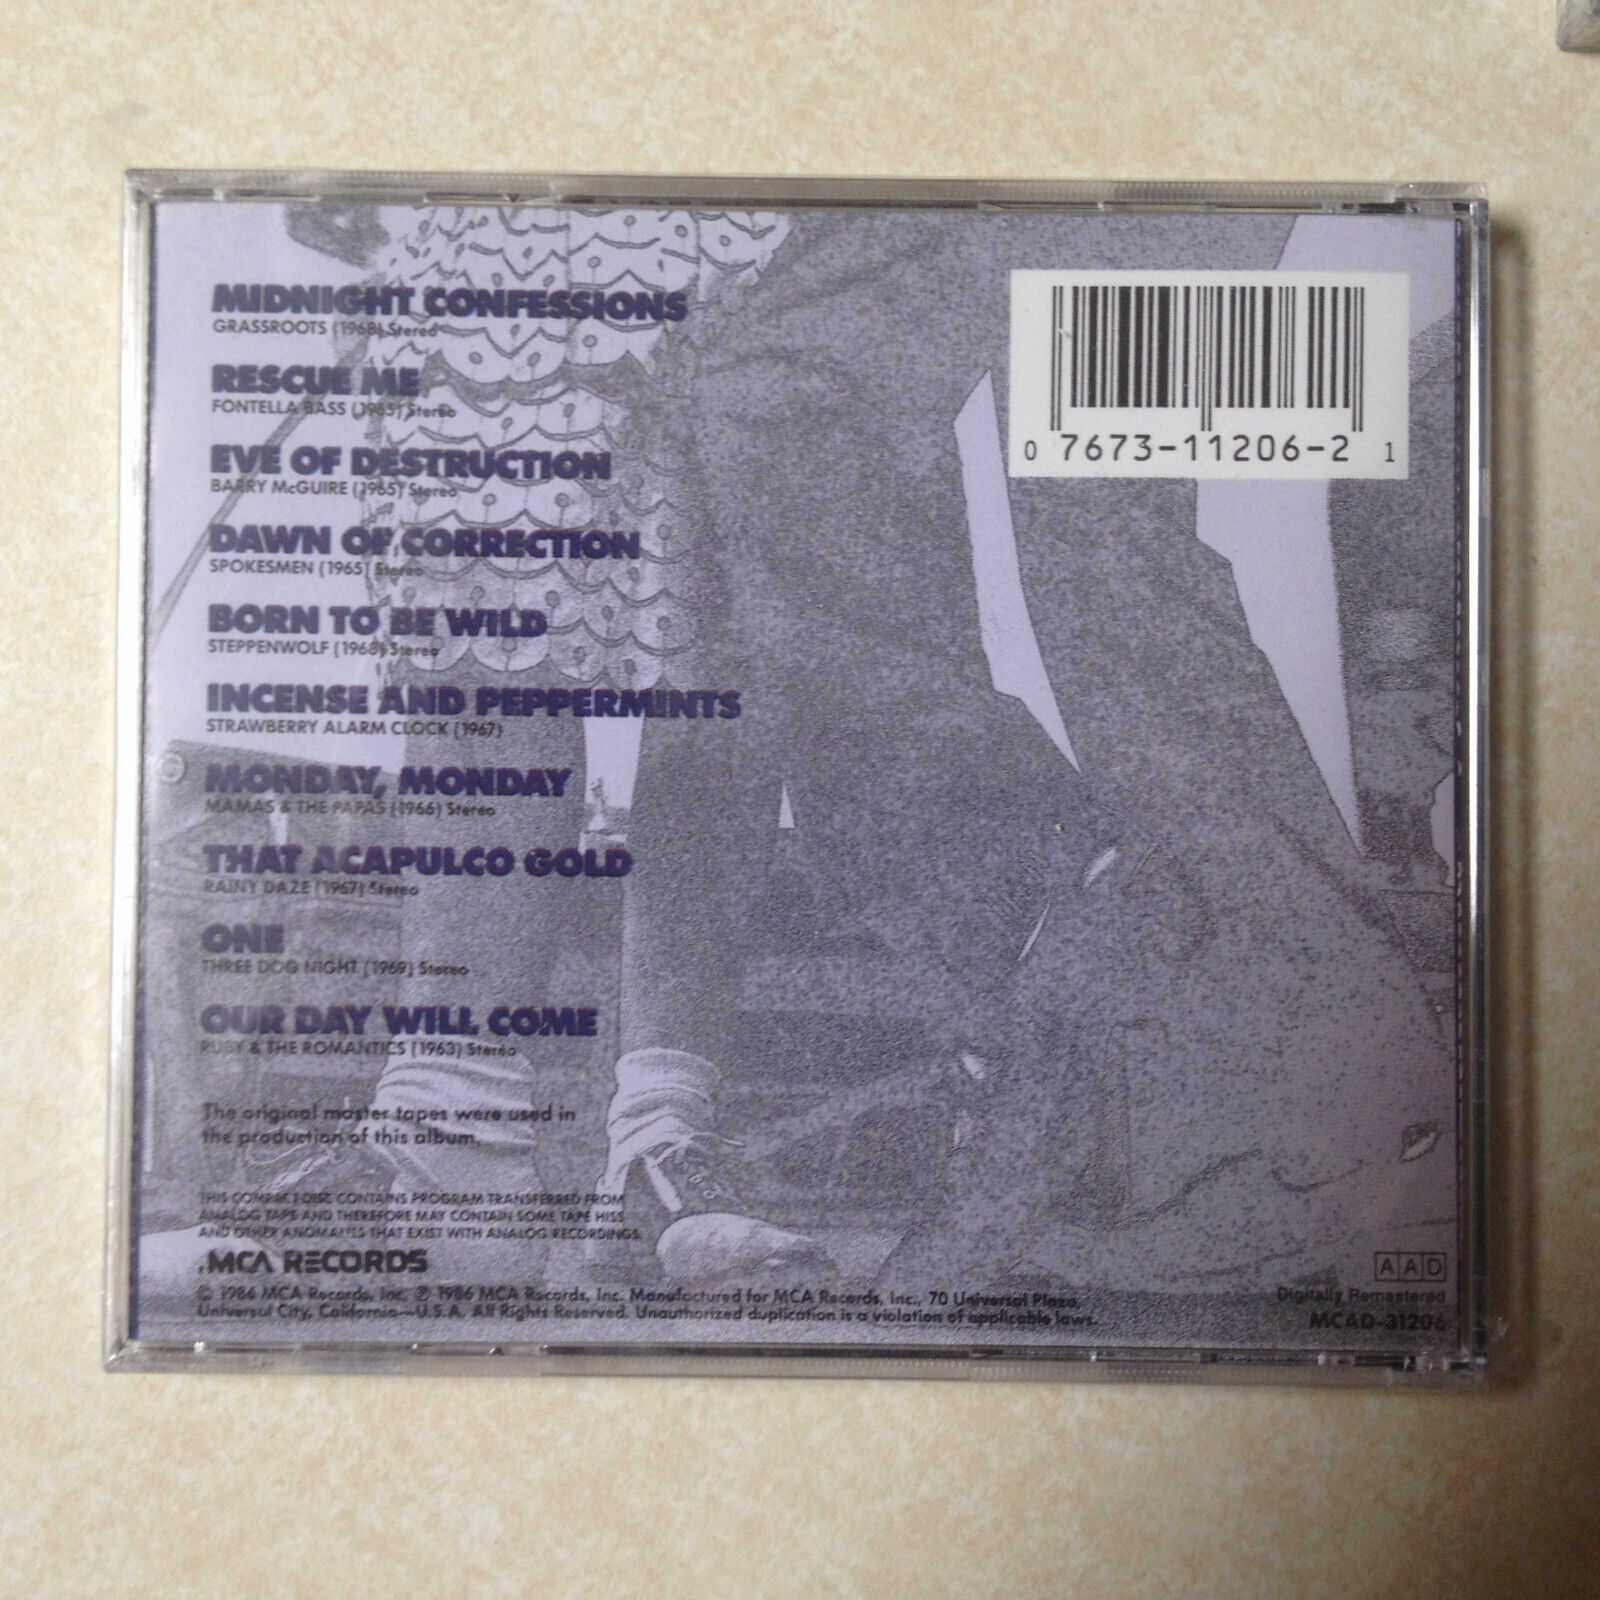 MIDNIGHT CONFESSIONS
GRASSROOTS (1968) Stereo
RESCUE ME
FONTELLA BASS (1965) Stereo
EVE OF DESTRUCTION
BARRY McGUIRE (1965) Stereo
DAWN OF CORRECTION
SPOKESMEN (1965) Stereo
BORN TO BE WILD
STEPPENWOLF (1968) Stereo
INCENSE AND PEPPERMINTS
STRAWBERRY ALARM CLOCK (1967)
MONDAY, MONDAY
MAMAS & THE PAPAS (1966) Stereo
THAT ACAPULCO GOLD
RAINY DAZE (1967) Stereo
ONE
THREE DOG NIGHT (1969) Stereo
OUR DAY WILL COME
RUBY & THE ROMANTICS (1963) Stereo
The original master tapes were used in
the production of this album.
THIS COMPACT DISC CONTAINS PROGRAM TRANSFERRED FROM
ANALOG TAPE AND THEREFORE MAY CONTAIN SOME TAPE HISS
AND OTHER ANOMALIES THAT EXIST WITH ANALOG RECORDINGS.
MCA RECORDS
© 1986 MCA Records, Inc. ℗ 1986 MCA Records, Inc. Manufactured for MCA Records, Inc., 70 Universal Plaza,
Universal City, California—U.S.A. All Rights Reserved. Unauthorized duplication is a violation of applicable laws.
0 7673-11206-2 1
AAD
Digitally Remastered
MCAD-31206